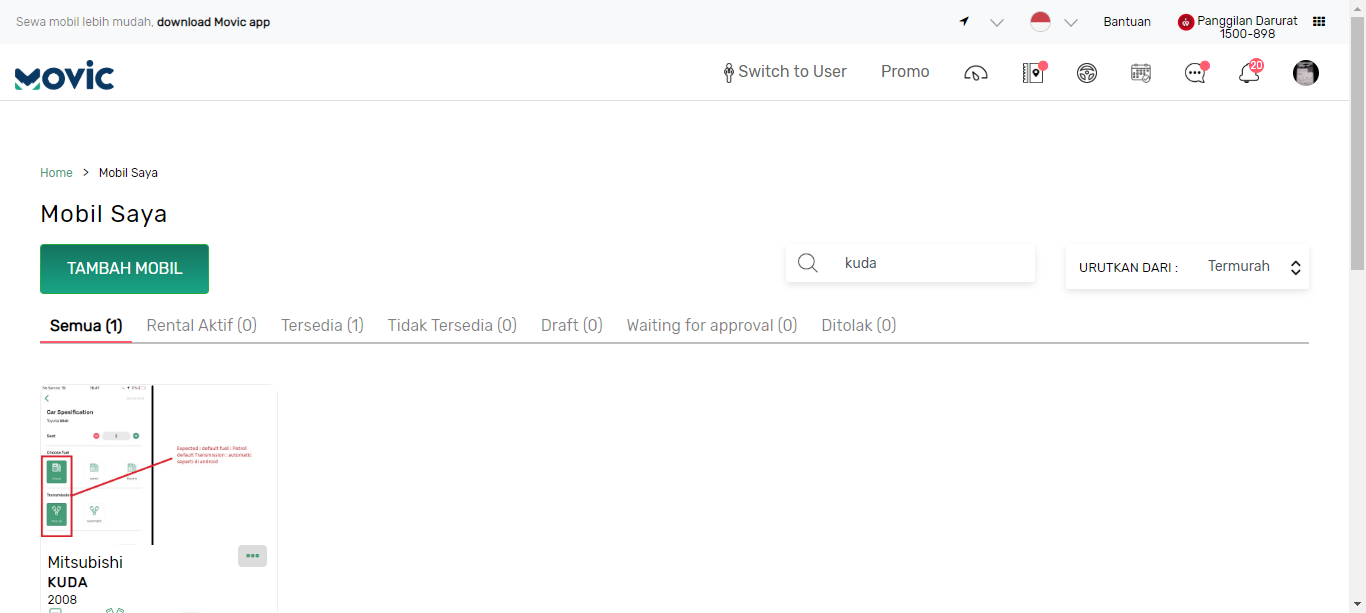 Sewa mobil lebih mudah, download Movic app
Bantuan
Panggilan Darurat
1500-898
MOVIC
Switch to User
Promo
20
Home > Mobil Saya
Mobil Saya
TAMBAH MOBIL
kuda
URUTKAN DARI :
Termurah
Semua (1)
Rental Aktif (0)
Tersedia (1)
Tidak Tersedia (0)
Draft (0)
Waiting for approval (0)
Ditolak (0)
Car Spesification
Seat
Choose fuel
Transmission
Expected : default fuel : Petrol
default Transmission : automatic
seperti di android
Mitsubishi
KUDA
2008